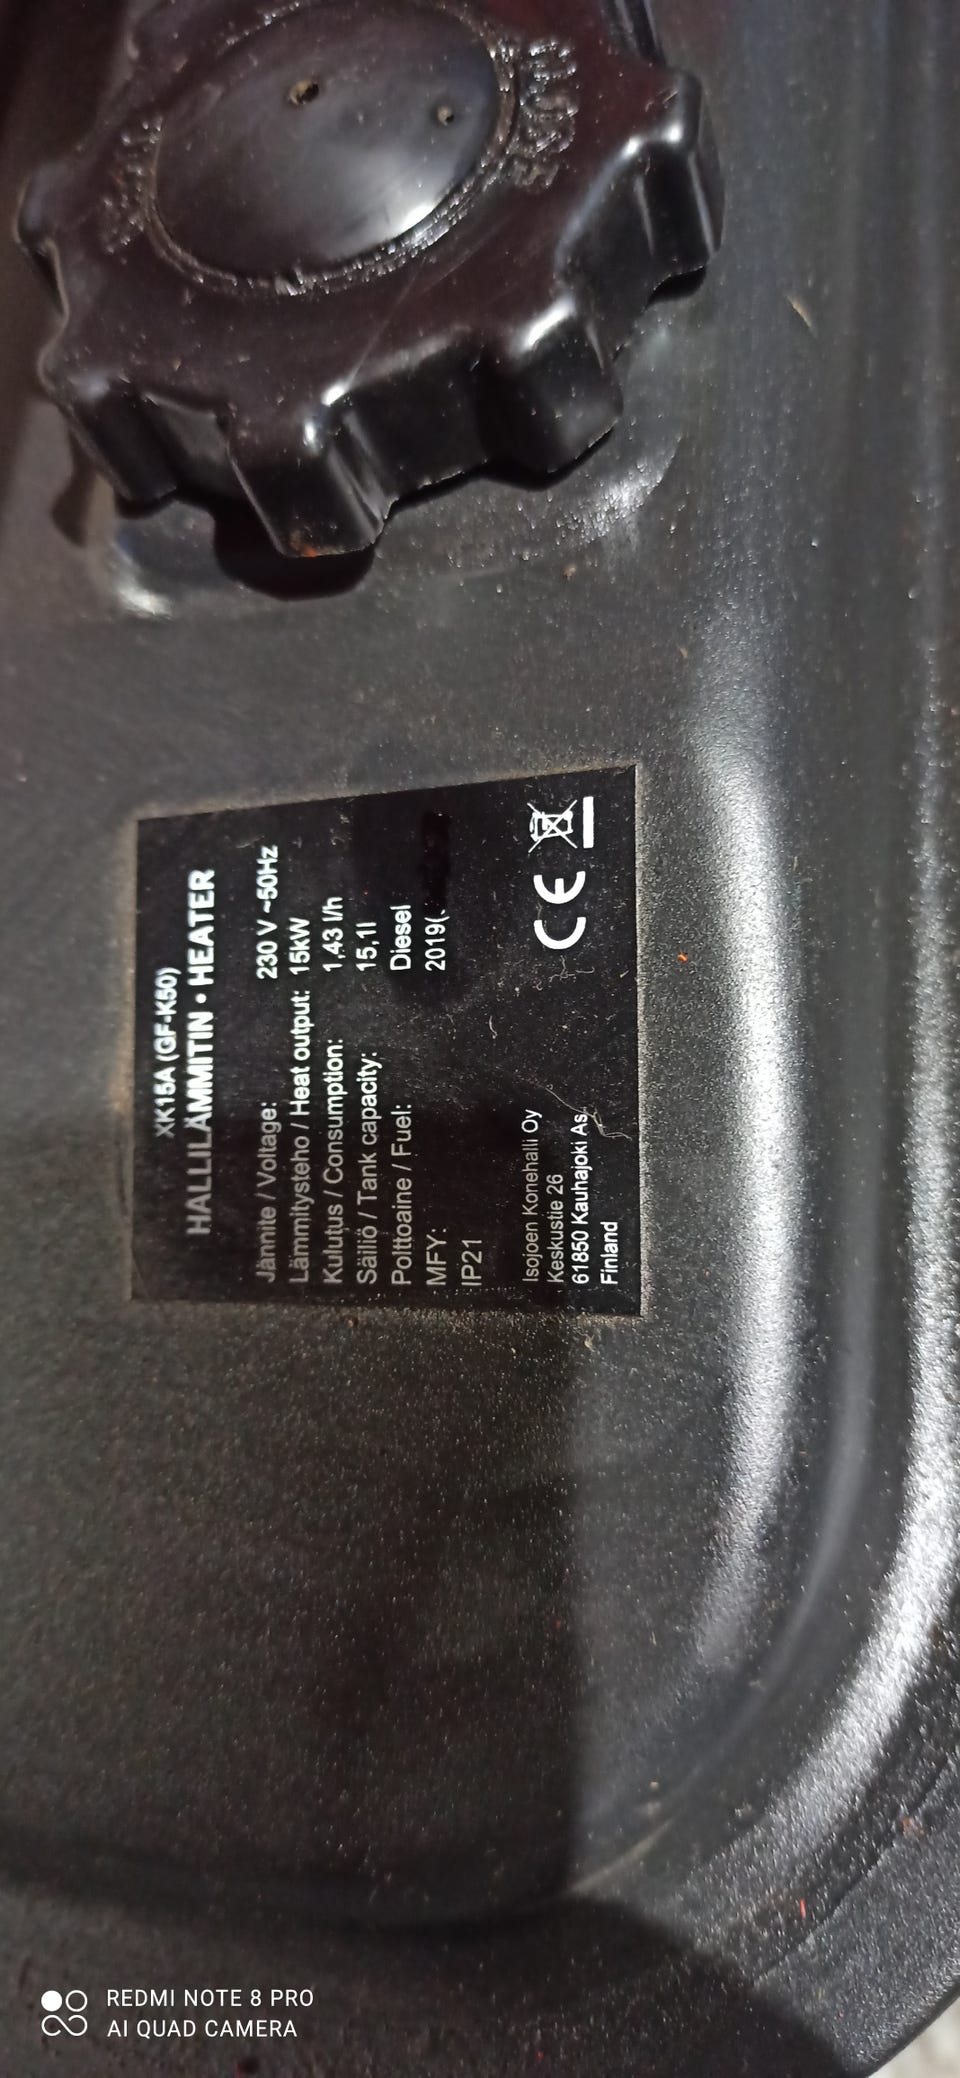 XK15A (GF-K50)
HALLILÄMMITIN • HEATER
Jännite / Voltage: 230 V ~50Hz
Lämmitysteho / Heat output: 15kW
Kulutus / Consumption: 1,43 l/h
Säiliö / Tank capacity: 15,1l
Polttoaine / Fuel: Diesel
MFY: 2019(
IP21
Isojoen Konehalli Oy
Keskustie 26
61850 Kauhajoki As.
Finland
CE
REDMI NOTE 8 PRO
AI QUAD CAMERA